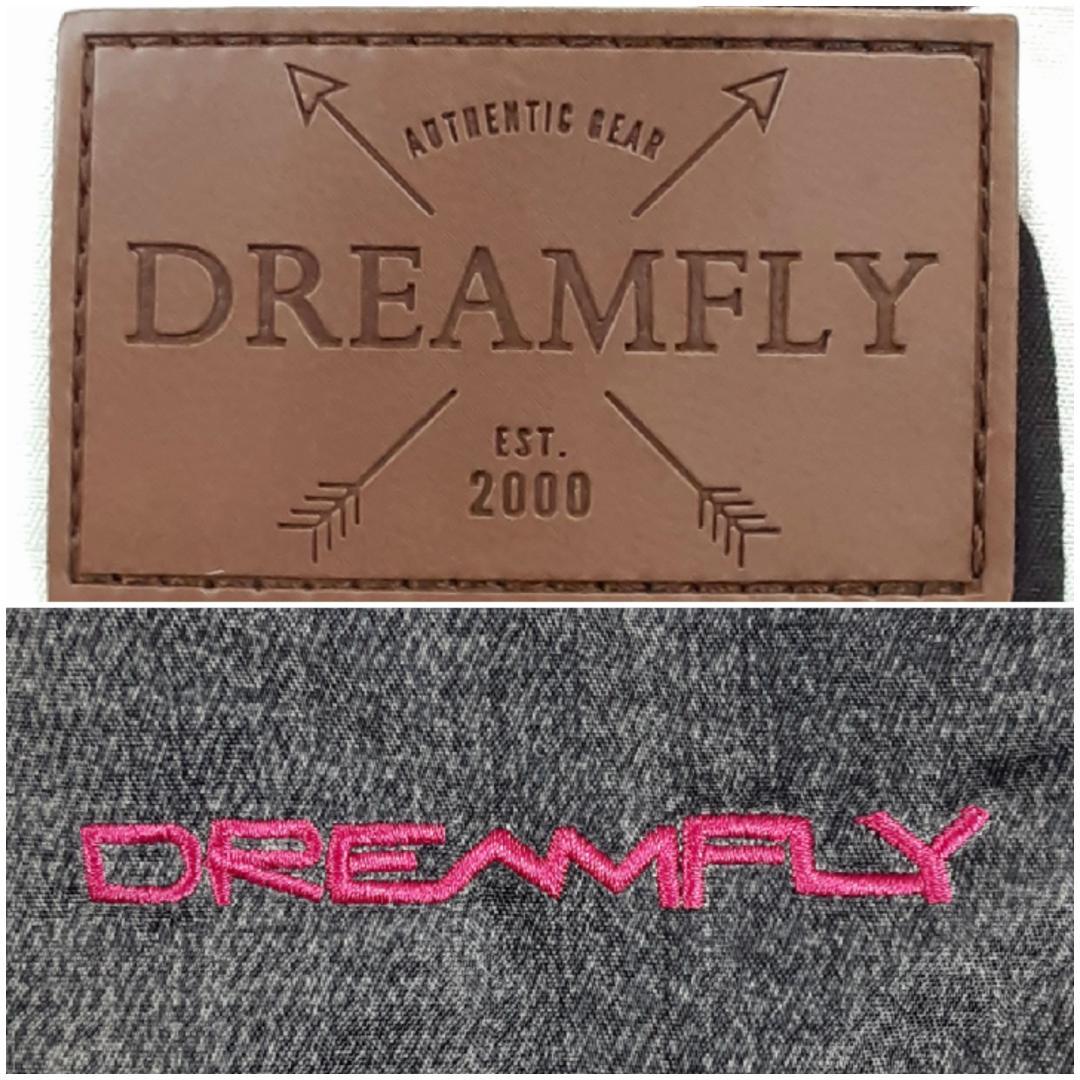 AUTHENTIC GEAR
DREAMFLY
EST.
2000
DREAMFLY